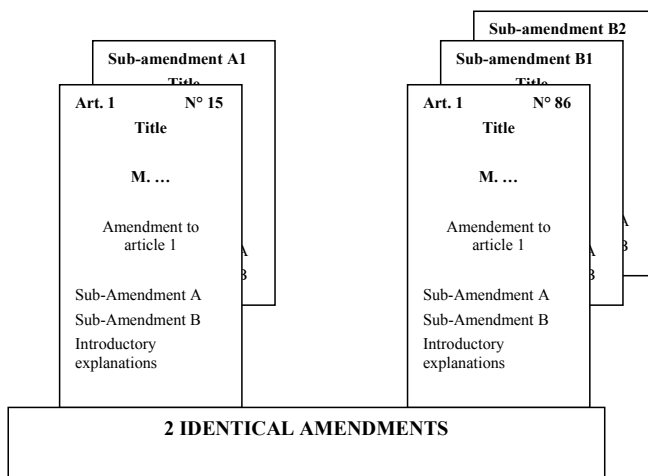 Sub-amendment B2
Sub-amendment A1
Title
Sub-amendment B1
Title
Art. 1 N° 15
Title
M. …
Amendment to
article 1
A
B
Sub-Amendment A
Sub-Amendment B
Introductory
explanations
Art. 1 N° 86
Title
M. …
Amendement to
article 1
A
B
A
B
Sub-Amendment A
Sub-Amendment B
Introductory
explanations
2 IDENTICAL AMENDMENTS